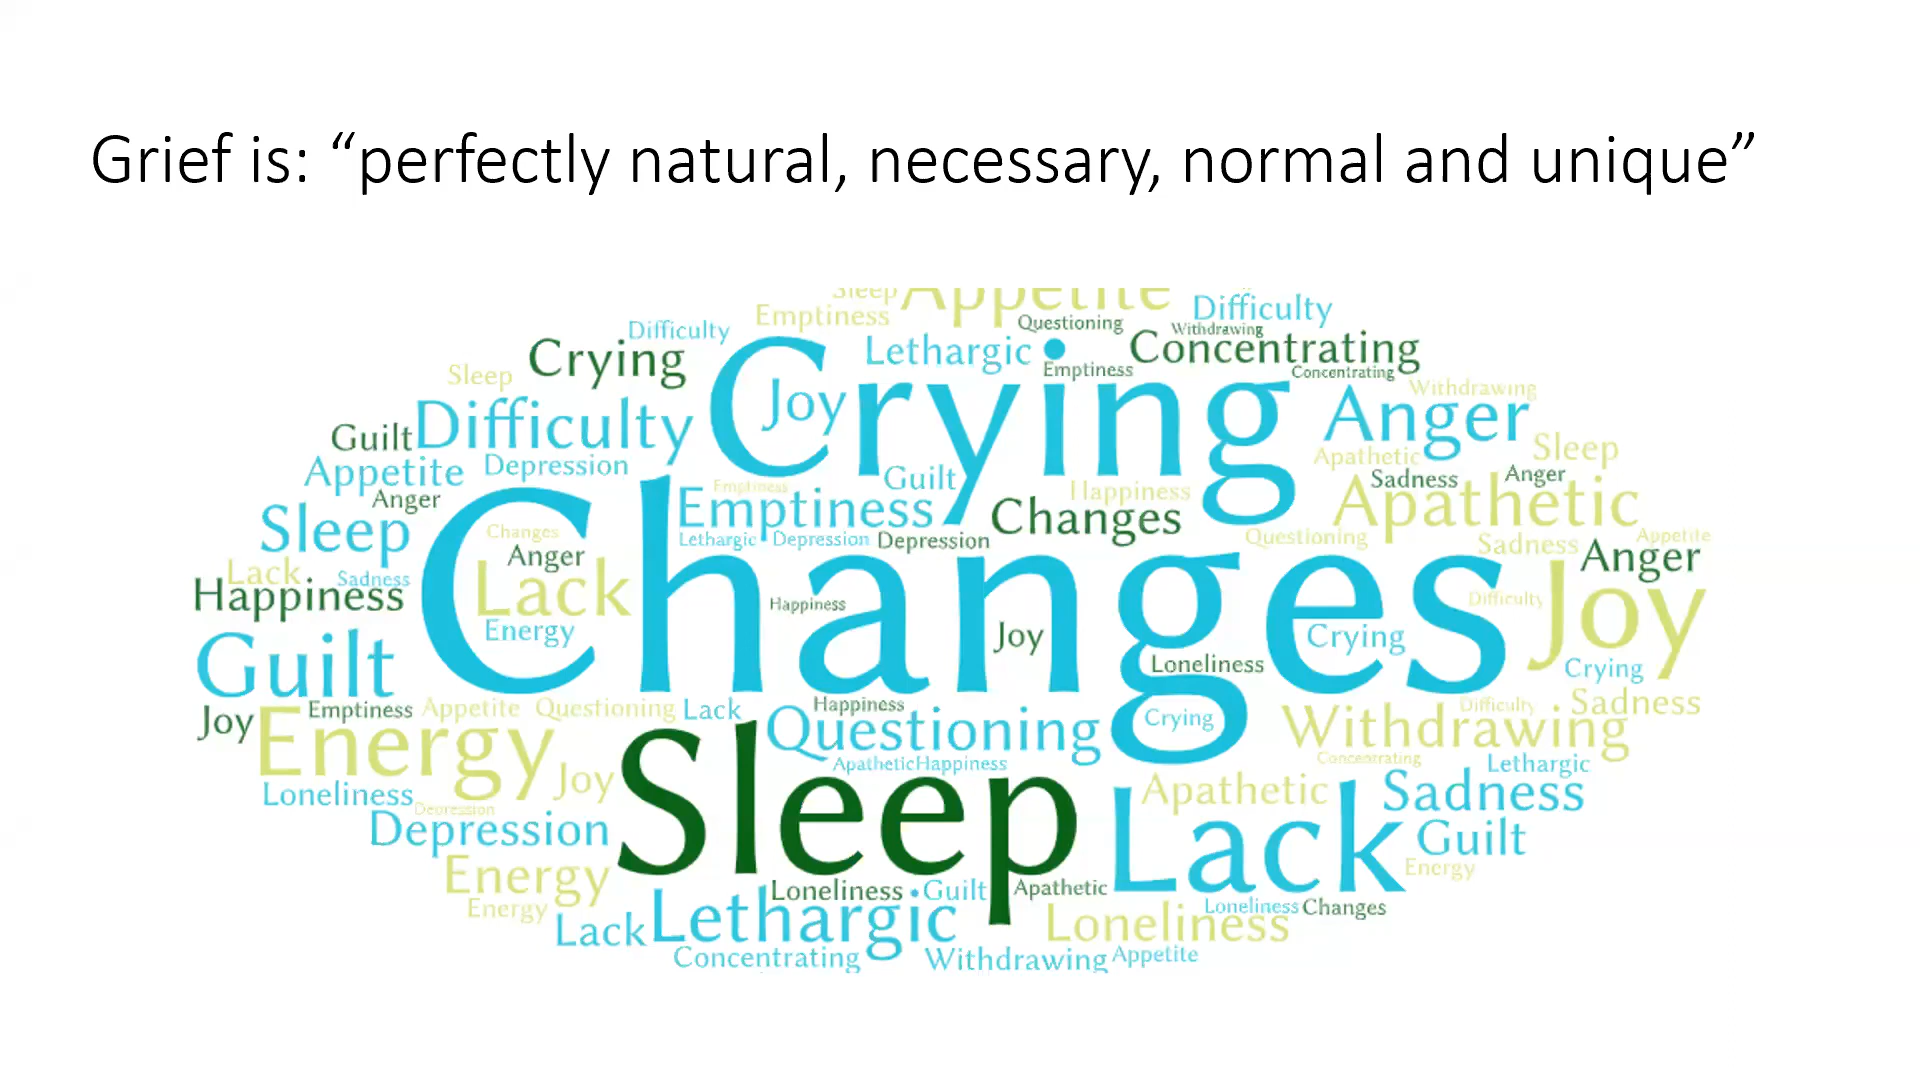 Grief is: “perfectly natural, necessary, normal and unique”
Sleep Appetite Difficulty
Emptiness Questioning Withdrawing
Difficulty Lethargic Concentrating
Crying Emptiness Concentrating
Sleep Joy Crying Withdrawing
Guilt Difficulty Anger
Appetite Depression Guilt Apathetic Sleep
Anger Emptiness Happiness Sadness Anger
Sleep Emptiness Changes Apathetic
Changes Lethargic Depression Depression Questioning Sadness Appetite
Anger Anger
Lack Sadness Lack Changes Joy
Happiness Happiness Difficulty
Energy Joy Crying
Guilt Loneliness Crying
Joy Emptiness Appetite Questioning Lack Happiness Difficulty Sadness
Energy Questioning Crying Withdrawing
Apathetic Happiness Concentrating Lethargic
Joy Sleep Apathetic Sadness
Loneliness Depression
Depression Lack Guilt
Energy Loneliness Guilt Apathetic Energy
Energy Lethargic Loneliness Loneliness Changes
Lack
Concentrating Withdrawing Appetite